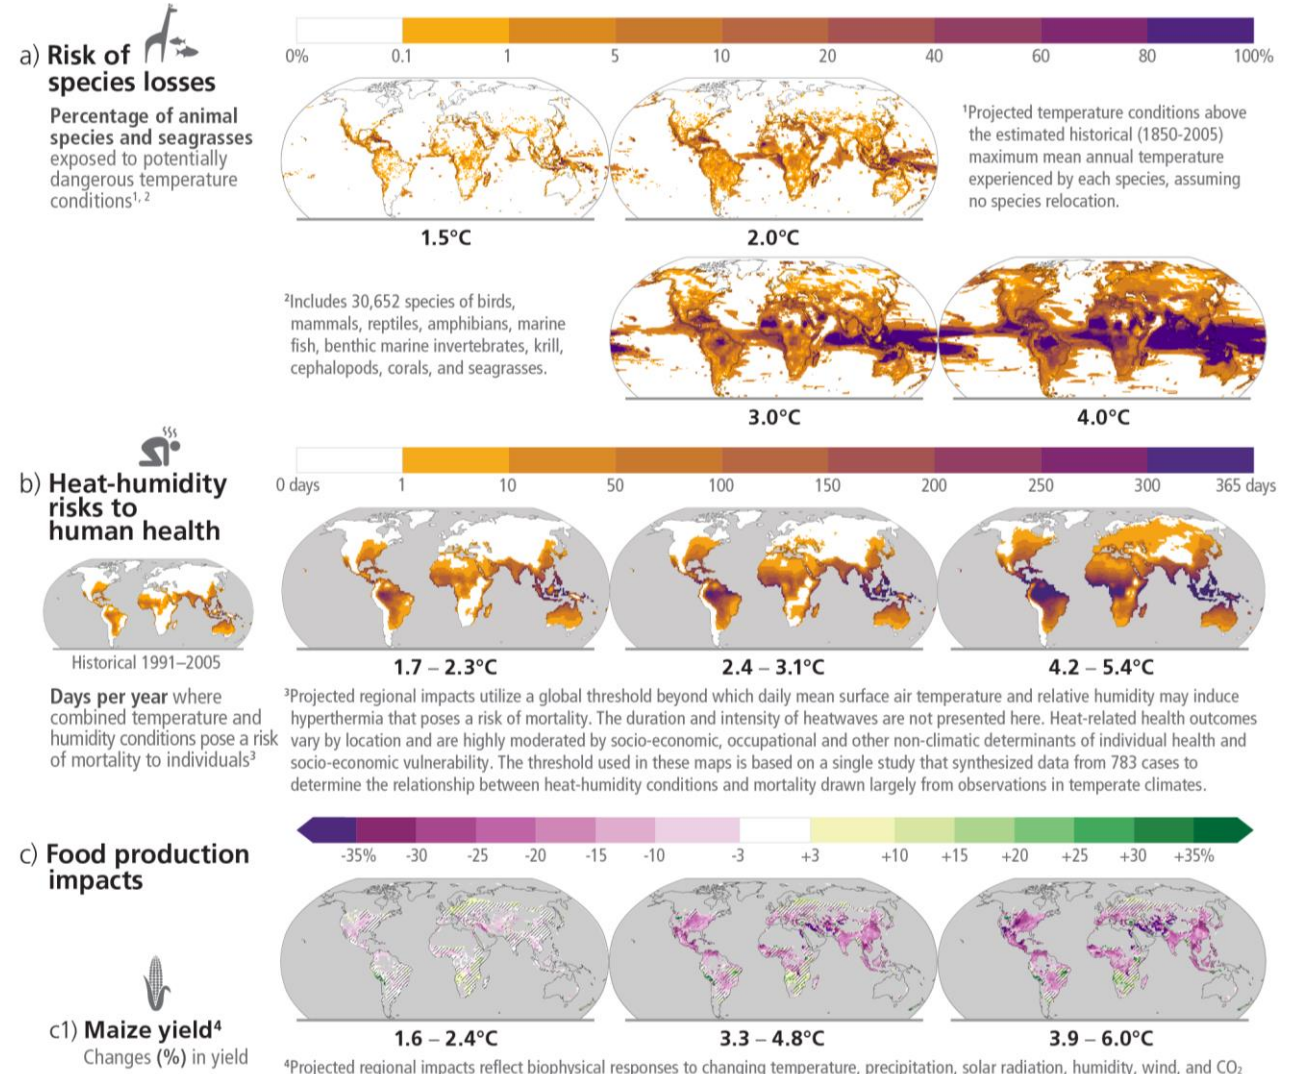 a) Risk of
species losses
Percentage of animal
species and seagrasses
exposed to potentially
dangerous temperature
conditions1, 2
0% 0.1 1 5 10 20 40 60 80 100%
1.5°C 2.0°C
¹Projected temperature conditions above
the estimated historical (1850-2005)
maximum mean annual temperature
experienced by each species, assuming
no species relocation.
²Includes 30,652 species of birds,
mammals, reptiles, amphibians, marine
fish, benthic marine invertebrates, krill,
cephalopods, corals, and seagrasses.
3.0°C 4.0°C
b) Heat-humidity
risks to
human health
0 days 1 10 50 100 150 200 250 300 365 days
Historical 1991–2005
1.7 – 2.3°C 2.4 – 3.1°C 4.2 – 5.4°C
Days per year where
combined temperature and
humidity conditions pose a risk
of mortality to individuals³
³Projected regional impacts utilize a global threshold beyond which daily mean surface air temperature and relative humidity may induce
hyperthermia that poses a risk of mortality. The duration and intensity of heatwaves are not presented here. Heat-related health outcomes
vary by location and are highly moderated by socio-economic, occupational and other non-climatic determinants of individual health and
socio-economic vulnerability. The threshold used in these maps is based on a single study that synthesized data from 783 cases to
determine the relationship between heat-humidity conditions and mortality drawn largely from observations in temperate climates.
c) Food production
impacts
-35% -30 -25 -20 -15 -10 -3 +3 +10 +15 +20 +25 +30 +35%
c1) Maize yield⁴
Changes (%) in yield
1.6 – 2.4°C 3.3 – 4.8°C 3.9 – 6.0°C
⁴Projected regional impacts reflect biophysical responses to changing temperature, precipitation, solar radiation, humidity, wind, and CO₂